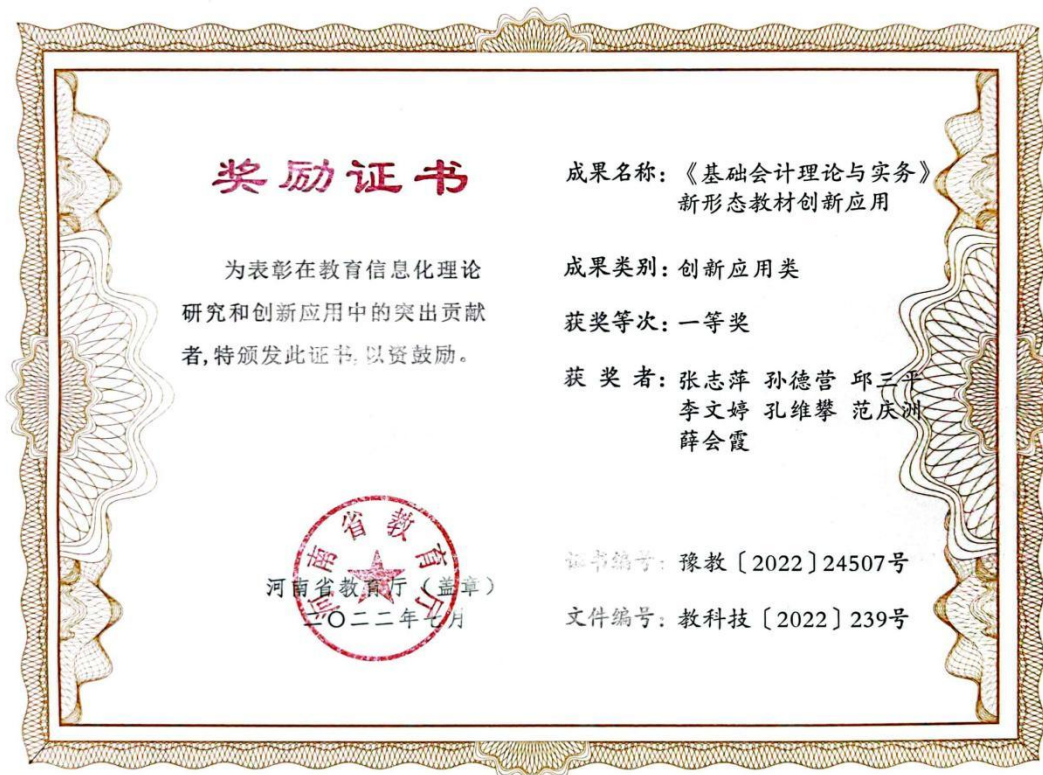 奖励证书
为表彰在教育信息化理论
研究和创新应用中的突出贡献
者,特颁发此证书,以资鼓励。
河南省教育厅
河南省教育厅（盖章）
二〇二二年七月
成果名称：《基础会计理论与实务》
新形态教材创新应用
成果类别：创新应用类
获奖等次：一等奖
获 奖 者：张志萍 孙德营 邱三平
李文婷 孔维攀 范庆洲
薛会霞
证书编号：豫教〔2022〕24507号
文件编号：教科技〔2022〕239号